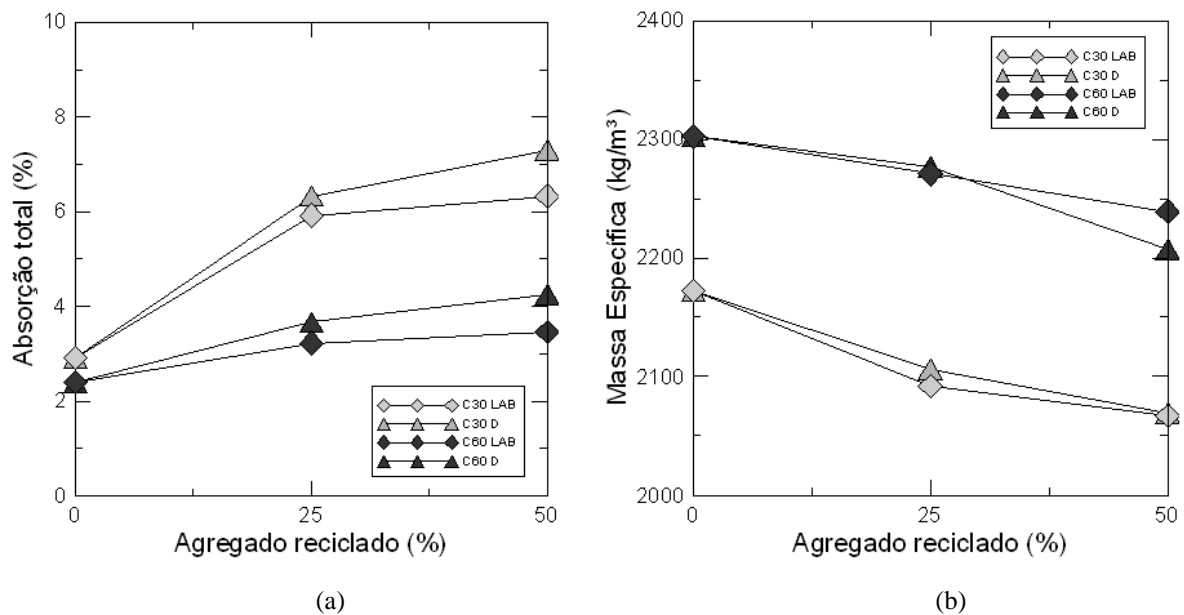 10
8
6
4
2
0
Absorção total (%)
C30 LAB
C30 D
C60 LAB
C60 D
0
25
50
Agregado reciclado (%)
(a)
2400
2300
2200
2100
2000
Massa Específica (kg/m³)
C30 LAB
C30 D
C60 LAB
C60 D
0
25
50
Agregado reciclado (%)
(b)